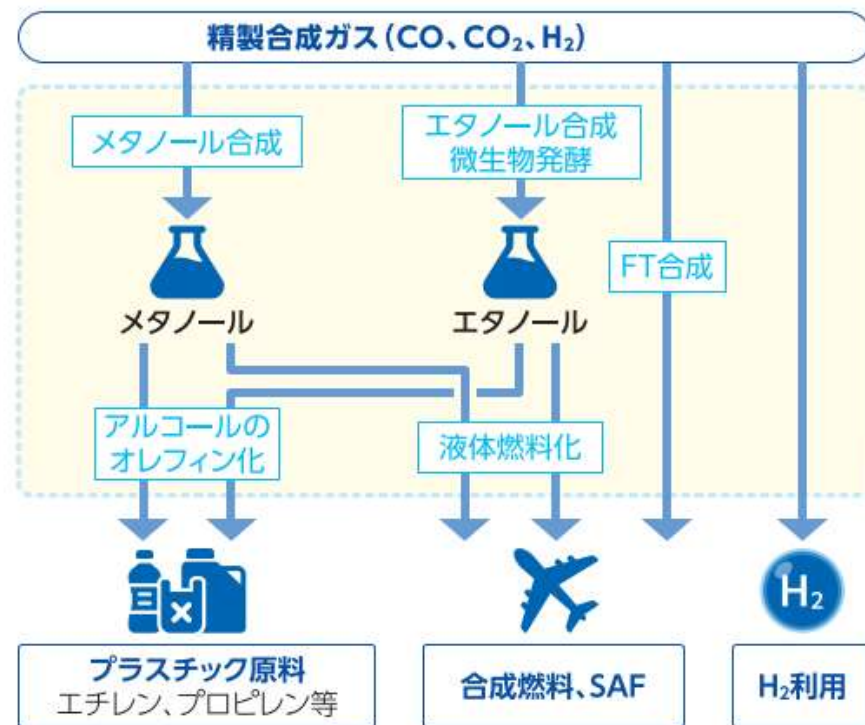 精製合成ガス(CO、CO₂、H₂)
メタノール合成
エタノール合成
微生物発酵
FT合成
メタノール
エタノール
アルコールの
オレフィン化
液体燃料化
H₂
プラスチック原料
エチレン、プロピレン等
合成燃料、SAF
H₂利用